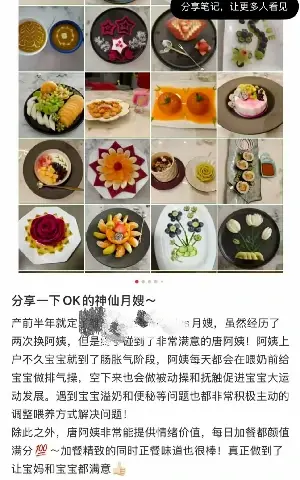 分享笔记，让更多人看见
分享一下OK的神仙月嫂～
产前半年就定 月嫂，虽然经历了
两次换阿姨，但是 碰到了非常满意的唐阿姨！阿姨上
户不久宝宝就到了肠胀气阶段，阿姨每天都会在喂奶前给
宝宝做排气操，空下来也会做被动操和抚触促进宝宝大运
动发展。遇到宝宝溢奶和便秘等问题也都非常积极主动的
调整喂养方式解决问题！
除此之外，唐阿姨非常能提供情绪价值，每日加餐都颜值
满分💯～加餐精致的同时正餐味道也很棒！真正做到了
让宝妈和宝宝都满意👍🏻